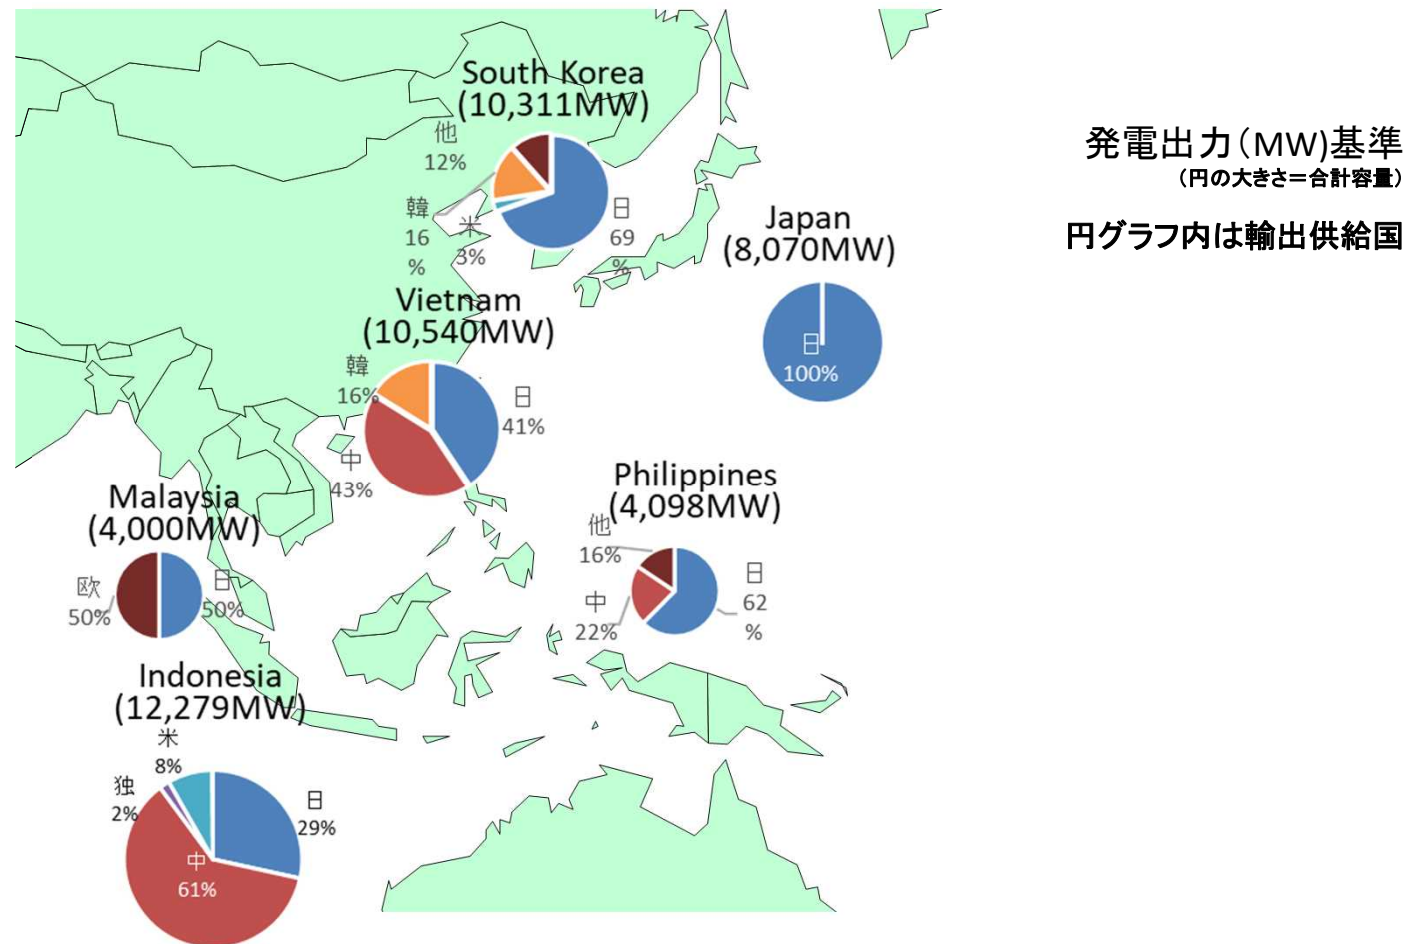 South Korea
(10,311MW)
他
12%
韓
16
%
米
3%
日
69
%
発電出力(MW)基準
(円の大きさ=合計容量)
円グラフ内は輸出供給国
Japan
(8,070MW)
日
100%
Vietnam
(10,540MW)
韓
16%
日
41%
中
43%
Philippines
(4,098MW)
他
16%
日
62
%
中
22%
Malaysia
(4,000MW)
欧
50%
日
50%
Indonesia
(12,279MW)
米
8%
独
2%
日
29%
中
61%